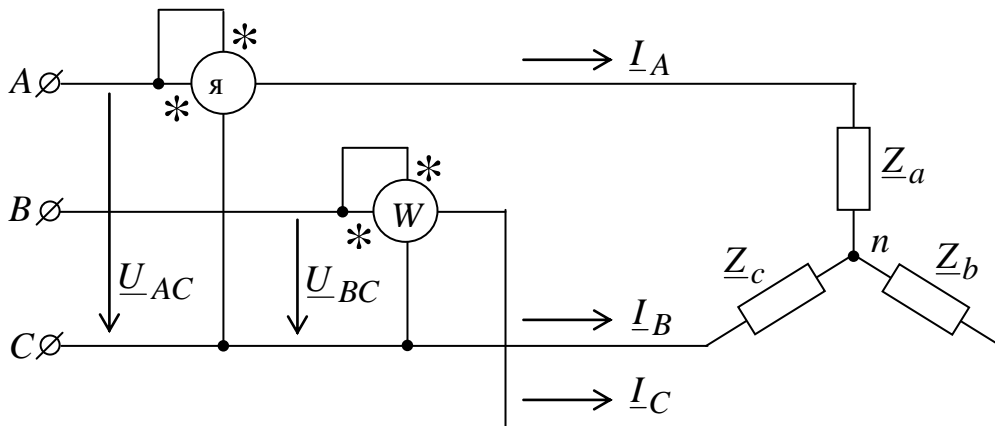 *
A я I_A
*
Z_a
*
B W
*
n
U_AC U_BC Z_c Z_b
C I_B
I_C